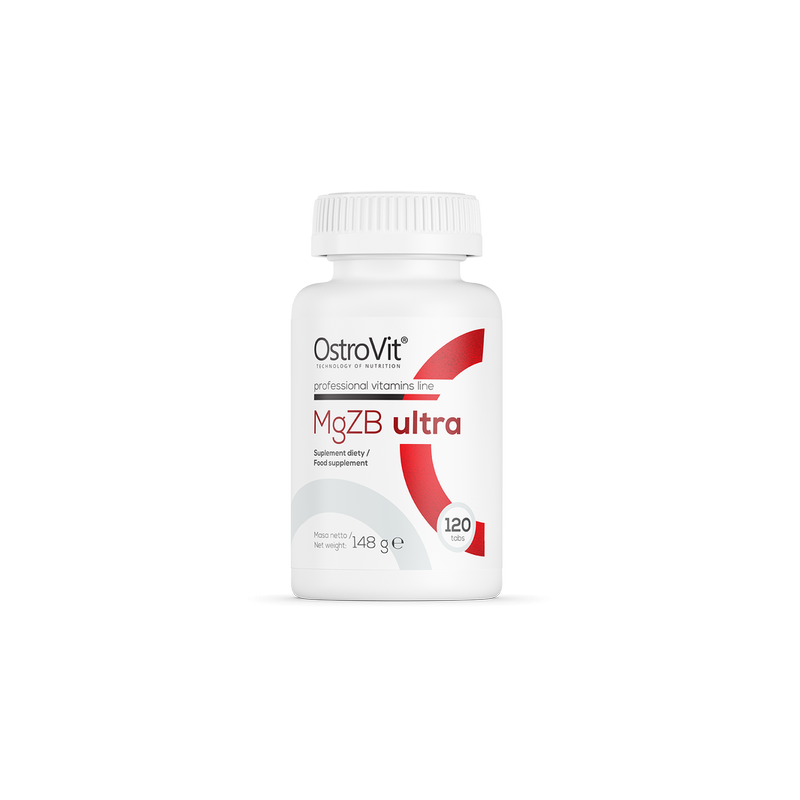 OstroVit®
TECHNOLOGY OF NUTRITION
professional vitamins line
MgZB ultra
Suplement diety /
Food supplement
120
tabs
Masa netto /
Net weight: 148 g ℮